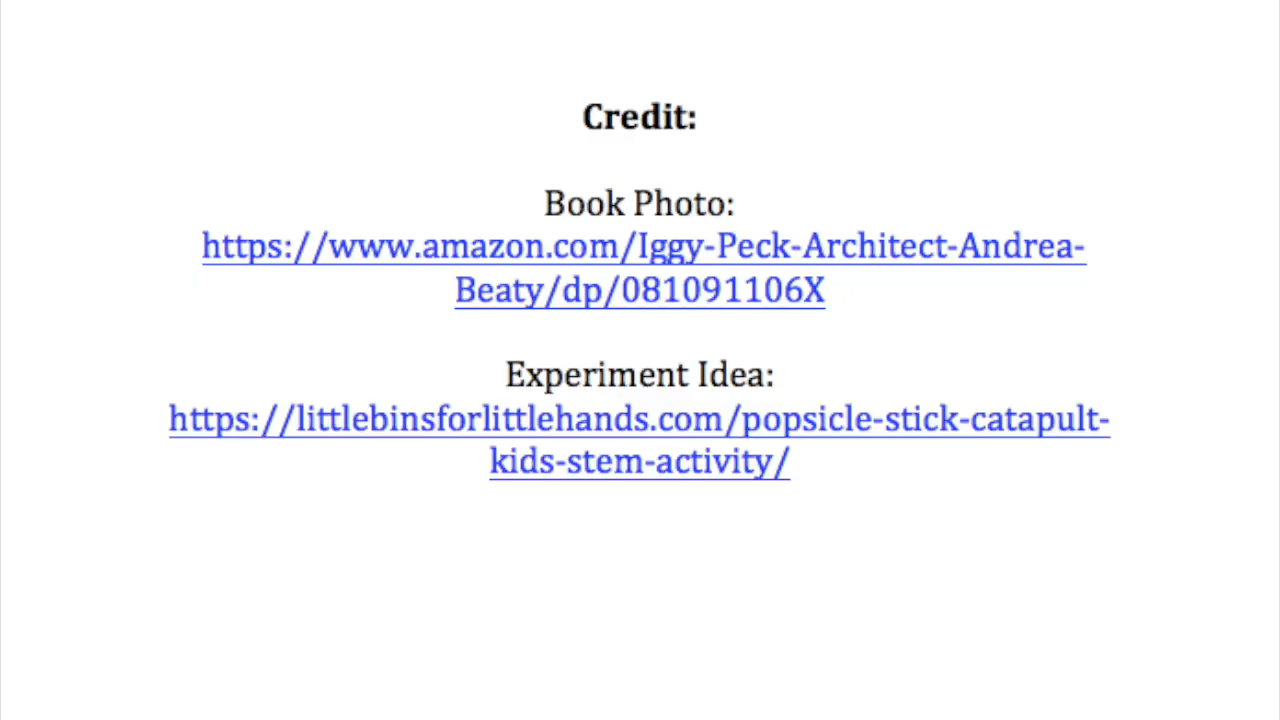 Credit:
Book Photo:
https://www.amazon.com/Iggy-Peck-Architect-Andrea-
Beaty/dp/081091106X
Experiment Idea:
https://littlebinsforlittlehands.com/popsicle-stick-catapult-
kids-stem-activity/